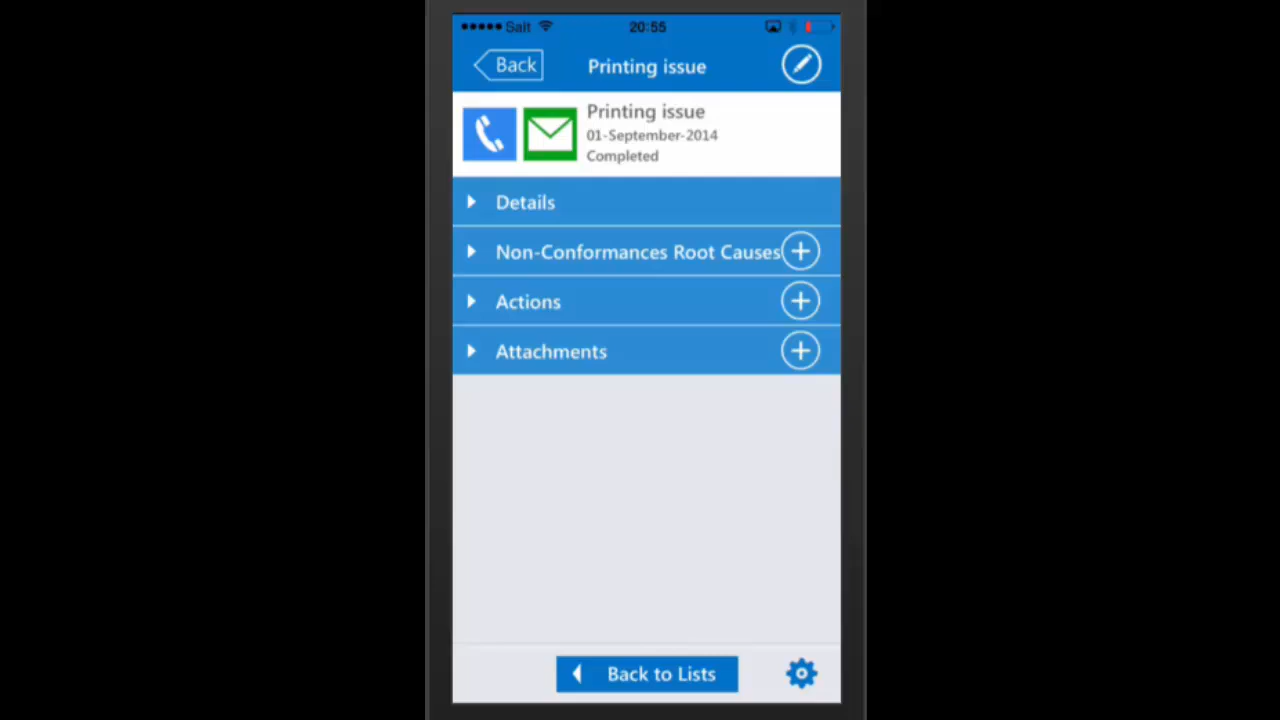 Salt 20:55
Back Printing issue
Printing issue
01-September-2014
Completed
Details
Non-Conformances Root Causes
Actions
Attachments
Back to Lists